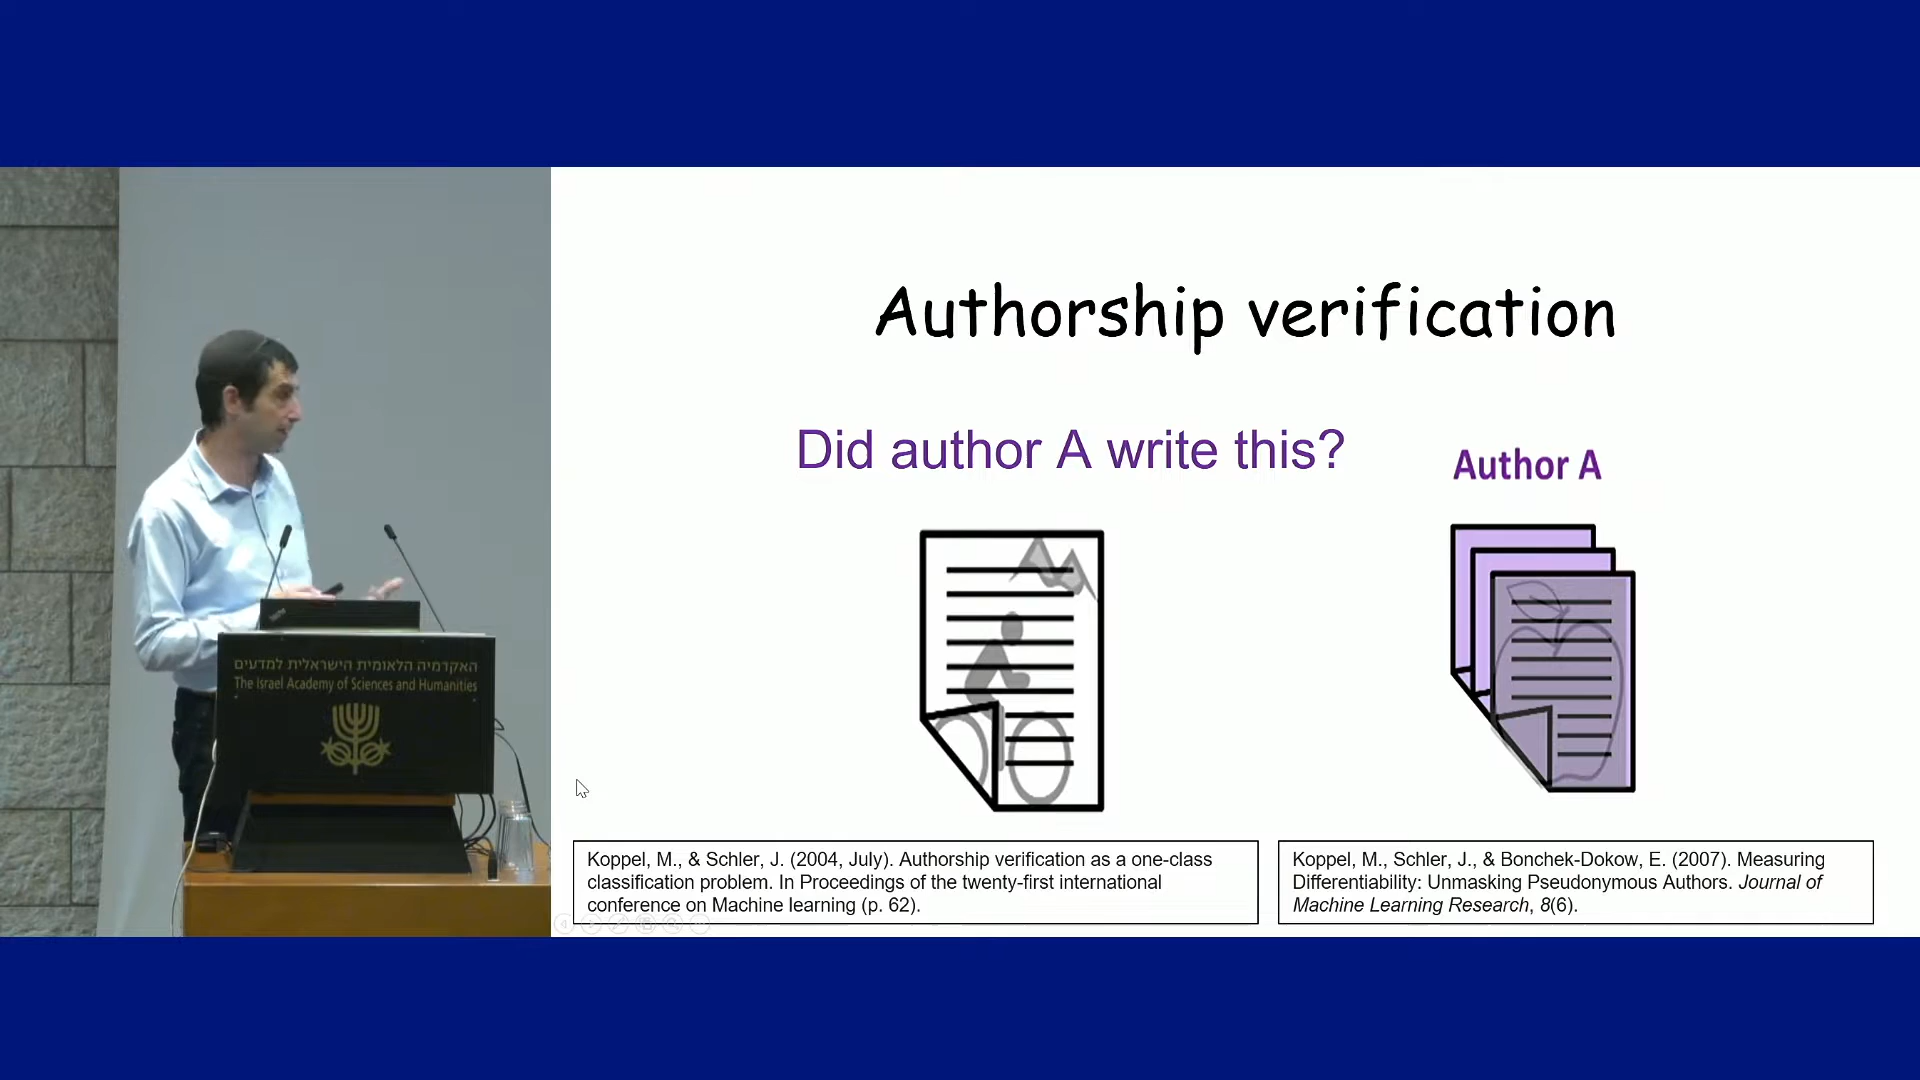 Authorship verification
Did author A write this?
Author A
האקדמיה הלאומית הישראלית למדעים
The Israel Academy of Sciences and Humanities
Koppel, M., & Schler, J. (2004, July). Authorship verification as a one-class
classification problem. In Proceedings of the twenty-first international
conference on Machine learning (p. 62).
Koppel, M., Schler, J., & Bonchek-Dokow, E. (2007). Measuring
Differentiability: Unmasking Pseudonymous Authors. Journal of
Machine Learning Research, 8(6).